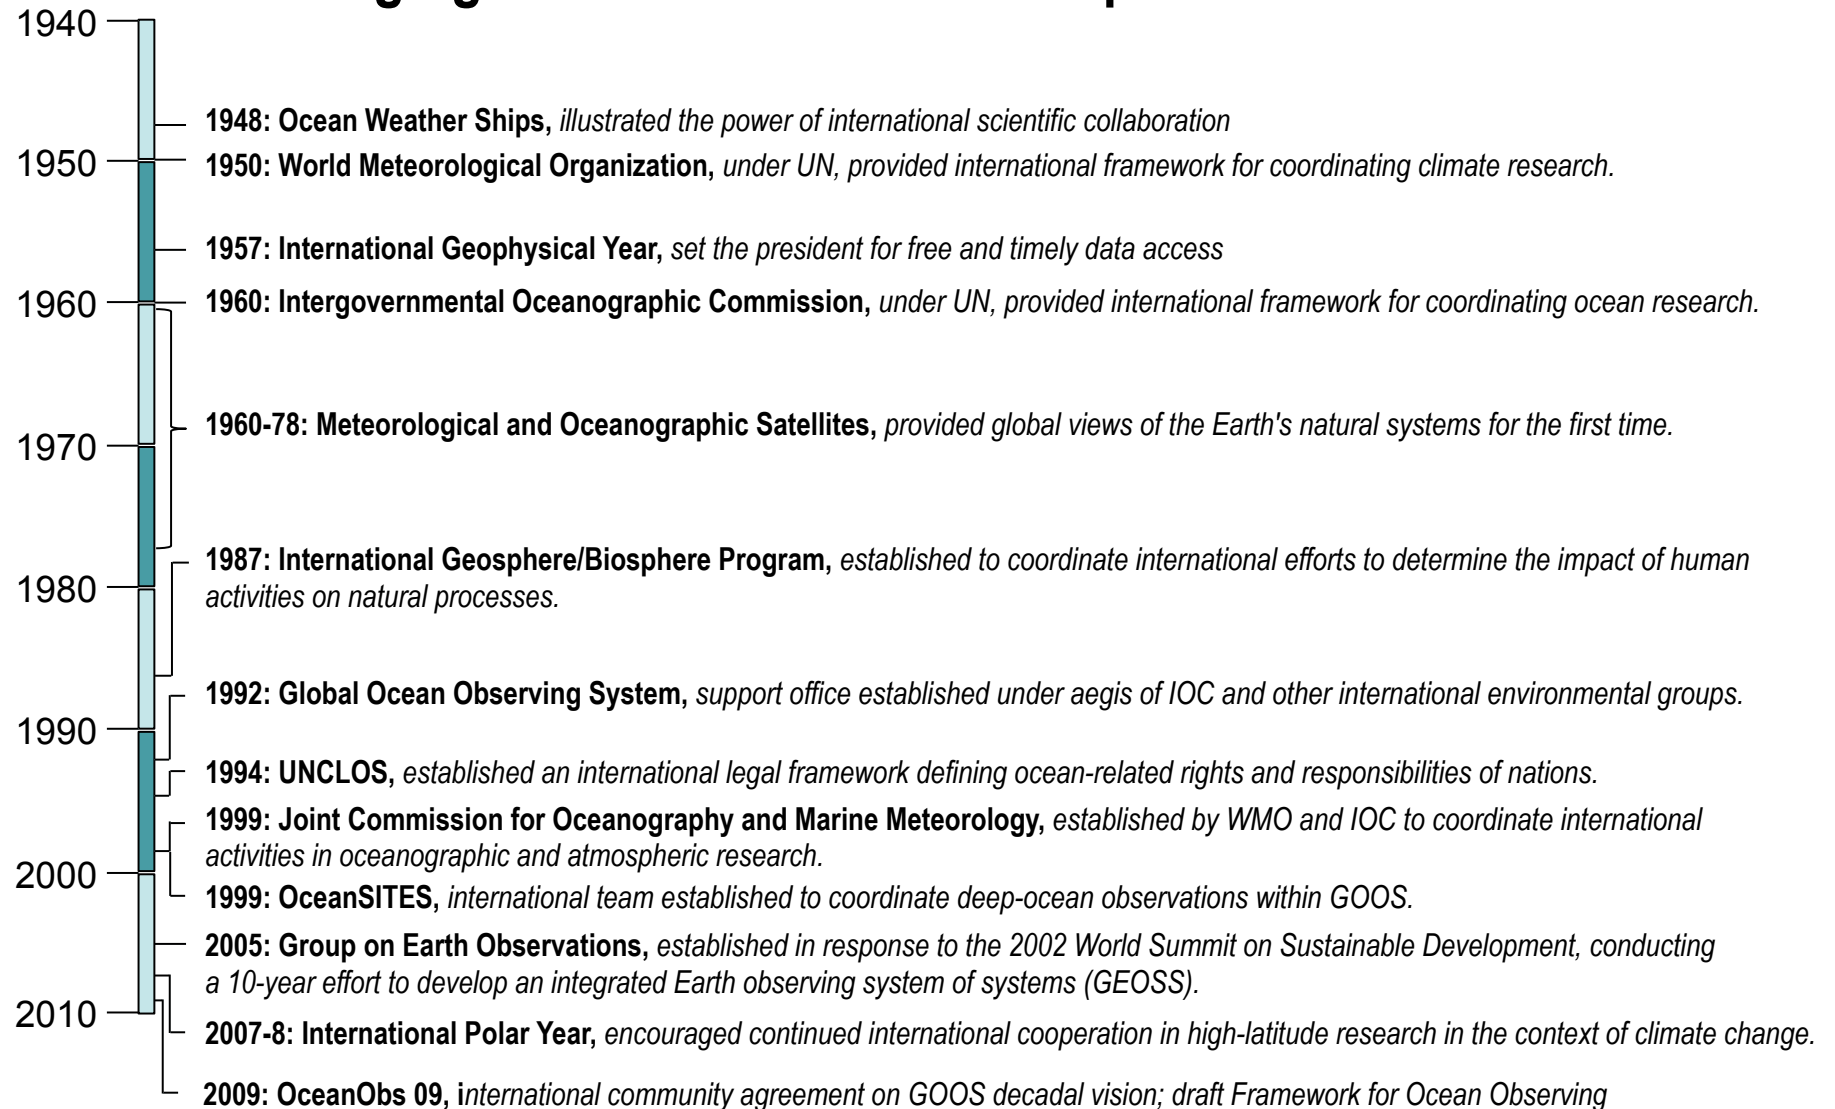 1940
1948: Ocean Weather Ships, illustrated the power of international scientific collaboration
1950
1950: World Meteorological Organization, under UN, provided international framework for coordinating climate research.
1957: International Geophysical Year, set the president for free and timely data access
1960
1960: Intergovernmental Oceanographic Commission, under UN, provided international framework for coordinating ocean research.
1960-78: Meteorological and Oceanographic Satellites, provided global views of the Earth's natural systems for the first time.
1970
1987: International Geosphere/Biosphere Program, established to coordinate international efforts to determine the impact of human
activities on natural processes.
1980
1992: Global Ocean Observing System, support office established under aegis of IOC and other international environmental groups.
1990
1994: UNCLOS, established an international legal framework defining ocean-related rights and responsibilities of nations.
1999: Joint Commission for Oceanography and Marine Meteorology, established by WMO and IOC to coordinate international
activities in oceanographic and atmospheric research.
2000
1999: OceanSITES, international team established to coordinate deep-ocean observations within GOOS.
2005: Group on Earth Observations, established in response to the 2002 World Summit on Sustainable Development, conducting
a 10-year effort to develop an integrated Earth observing system of systems (GEOSS).
2010
2007-8: International Polar Year, encouraged continued international cooperation in high-latitude research in the context of climate change.
2009: OceanObs 09, international community agreement on GOOS decadal vision; draft Framework for Ocean Observing